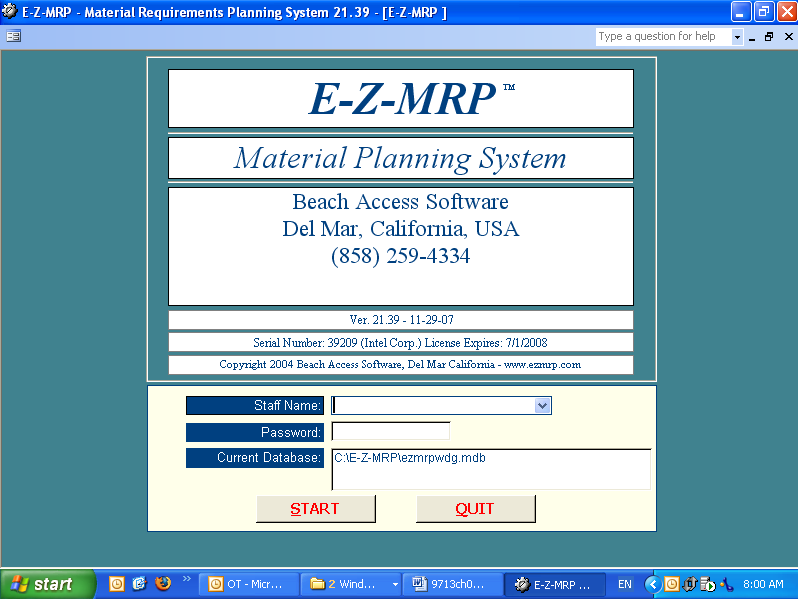 E-Z-MRP - Material Requirements Planning System 21.39 - [E-Z-MRP ]
Type a question for help
E-Z-MRP ™
Material Planning System
Beach Access Software
Del Mar, California, USA
(858) 259-4334
Ver. 21.39 - 11-29-07
Serial Number: 39209 (Intel Corp.) License Expires: 7/1/2008
Copyright 2004 Beach Access Software, Del Mar California - www.ezmrp.com
Staff Name:
Password:
Current Database: C:\E-Z-MRP\ezmrpwdg.mdb
START QUIT
start » OT - Micr... 2 Wind... 9713ch0... E-Z-MRP ... EN 8:00 AM